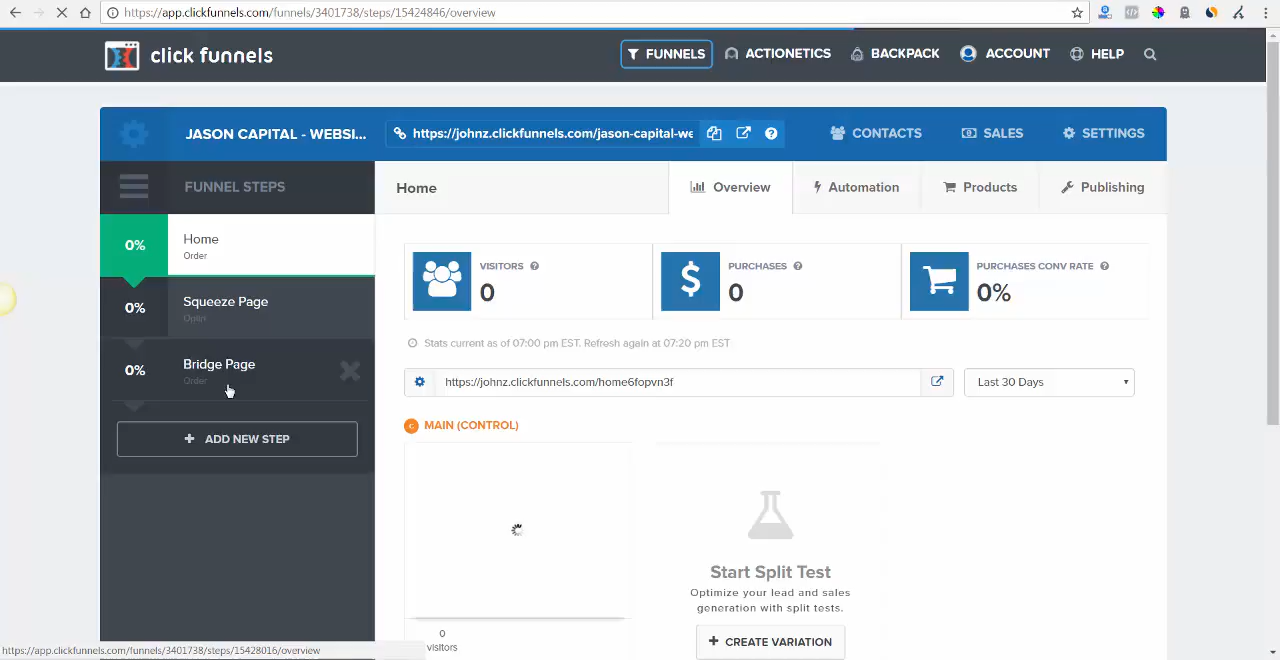 https://app.clickfunnels.com/funnels/3401738/steps/15424846/overview
click funnels
FUNNELS
ACTIONETICS
BACKPACK
ACCOUNT
HELP
JASON CAPITAL - WEBSI...
https://johnz.clickfunnels.com/jason-capital-we
CONTACTS
SALES
SETTINGS
FUNNEL STEPS
Home
Overview
Automation
Products
Publishing
0%
Home
Order
0%
Squeeze Page
Optin
0%
Bridge Page
Order
+ ADD NEW STEP
VISITORS ?
0
PURCHASES ?
0
PURCHASES CONV RATE ?
0%
Stats current as of 07:00 pm EST. Refresh again at 07:20 pm EST
https://johnz.clickfunnels.com/home6fopvn3f
Last 30 Days
C MAIN (CONTROL)
Start Split Test
Optimize your lead and sales
generation with split tests.
+ CREATE VARIATION
0
visitors
https://app.clickfunnels.com/funnels/3401738/steps/15428016/overview